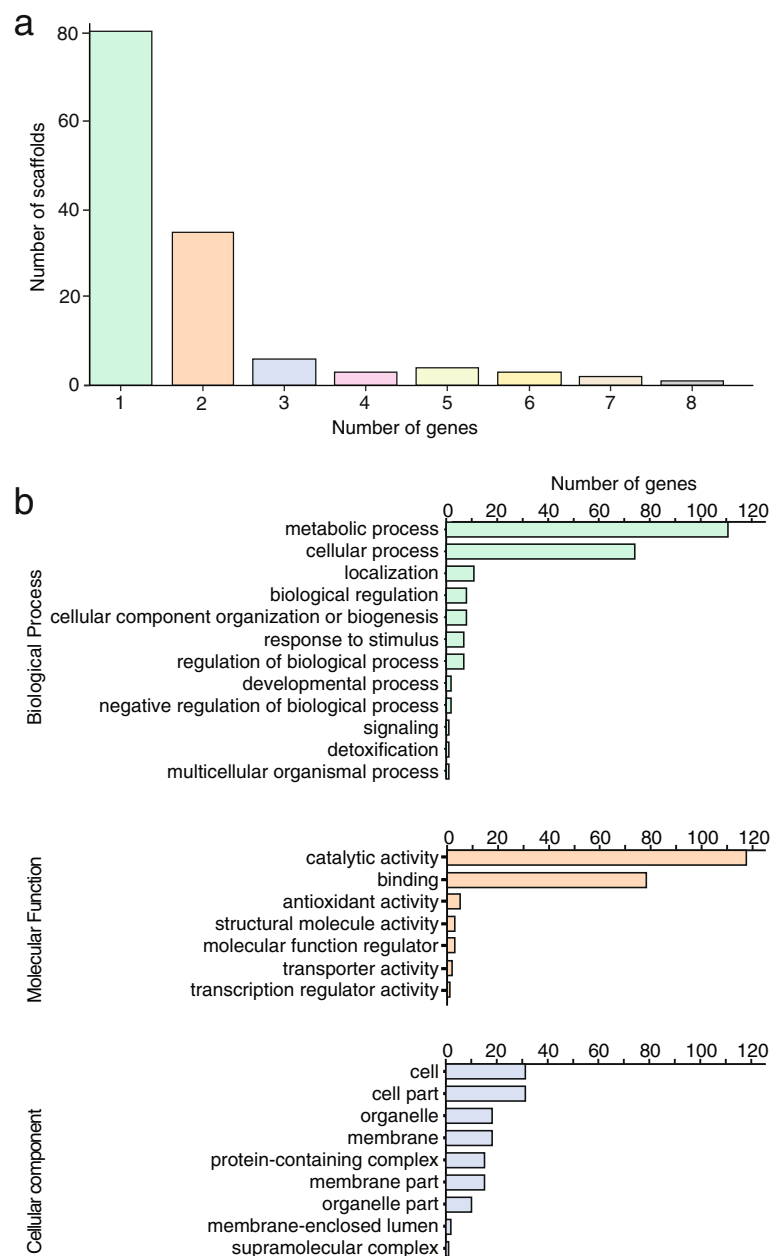 a
80
60
40
20
0
Number of scaffolds
1 2 3 4 5 6 7 8
Number of genes
b
Number of genes
0 20 40 60 80 100 120
Biological Process
metabolic process
cellular process
localization
biological regulation
cellular component organization or biogenesis
response to stimulus
regulation of biological process
developmental process
negative regulation of biological process
signaling
detoxification
multicellular organismal process
0 20 40 60 80 100 120
Molecular Function
catalytic activity
binding
antioxidant activity
structural molecule activity
molecular function regulator
transporter activity
transcription regulator activity
0 20 40 60 80 100 120
Cellular component
cell
cell part
organelle
membrane
protein-containing complex
membrane part
organelle part
membrane-enclosed lumen
supramolecular complex